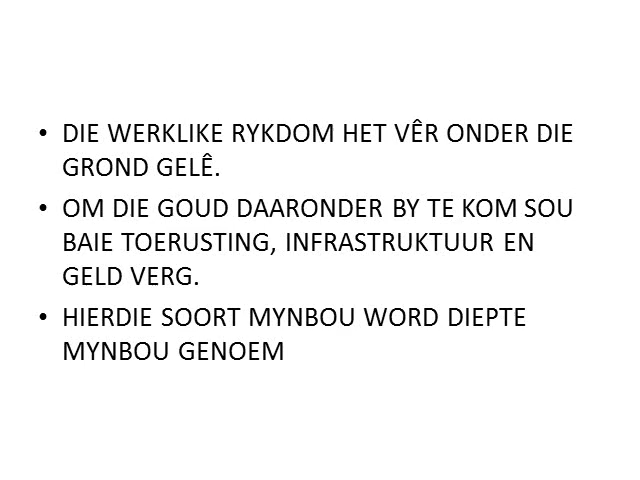 • DIE WERKLIKE RYKDOM HET VÊR ONDER DIE
GROND GELÊ.
• OM DIE GOUD DAARONDER BY TE KOM SOU
BAIE TOERUSTING, INFRASTRUKTUUR EN
GELD VERG.
• HIERDIE SOORT MYNBOU WORD DIEPTE
MYNBOU GENOEM